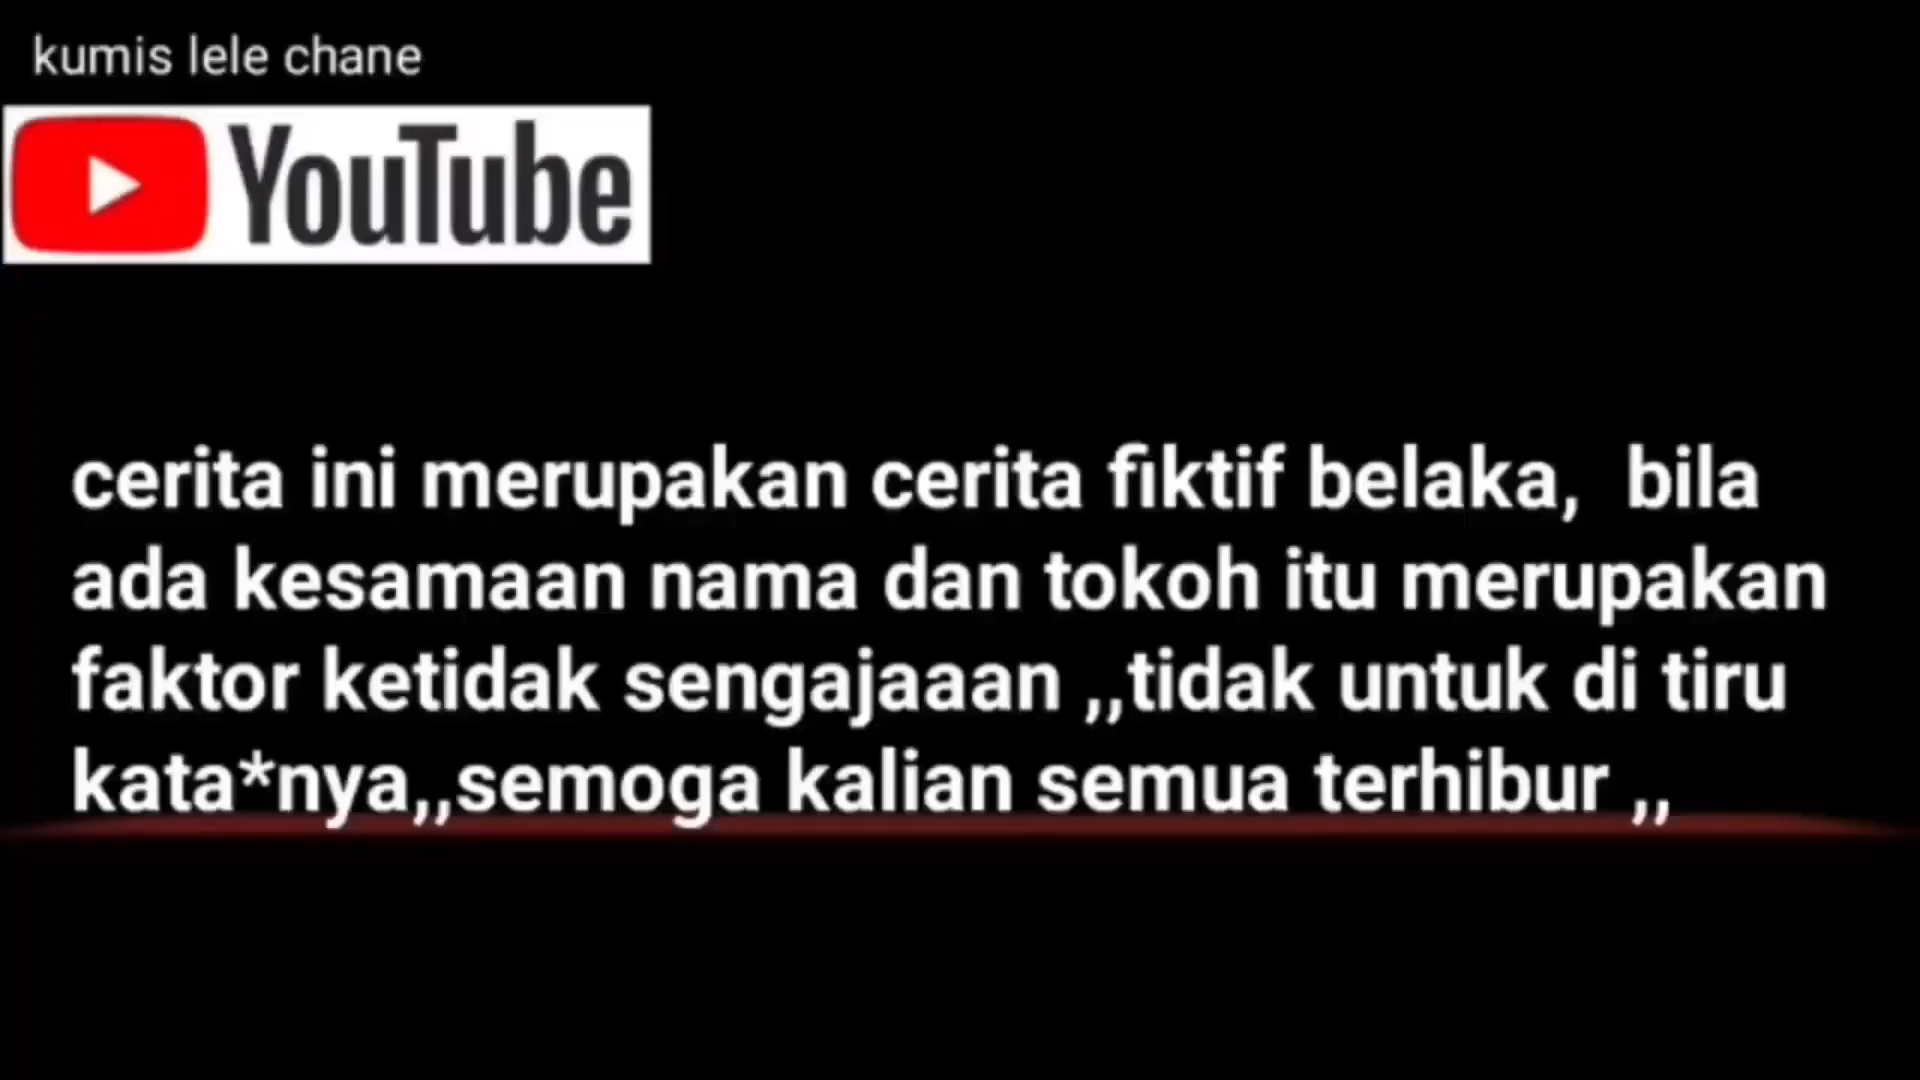 kumis lele chane
YouTube
cerita ini merupakan cerita fiktif belaka, bila
ada kesamaan nama dan tokoh itu merupakan
faktor ketidak sengajaaan ,,tidak untuk di tiru
kata*nya,,semoga kalian semua terhibur ,,